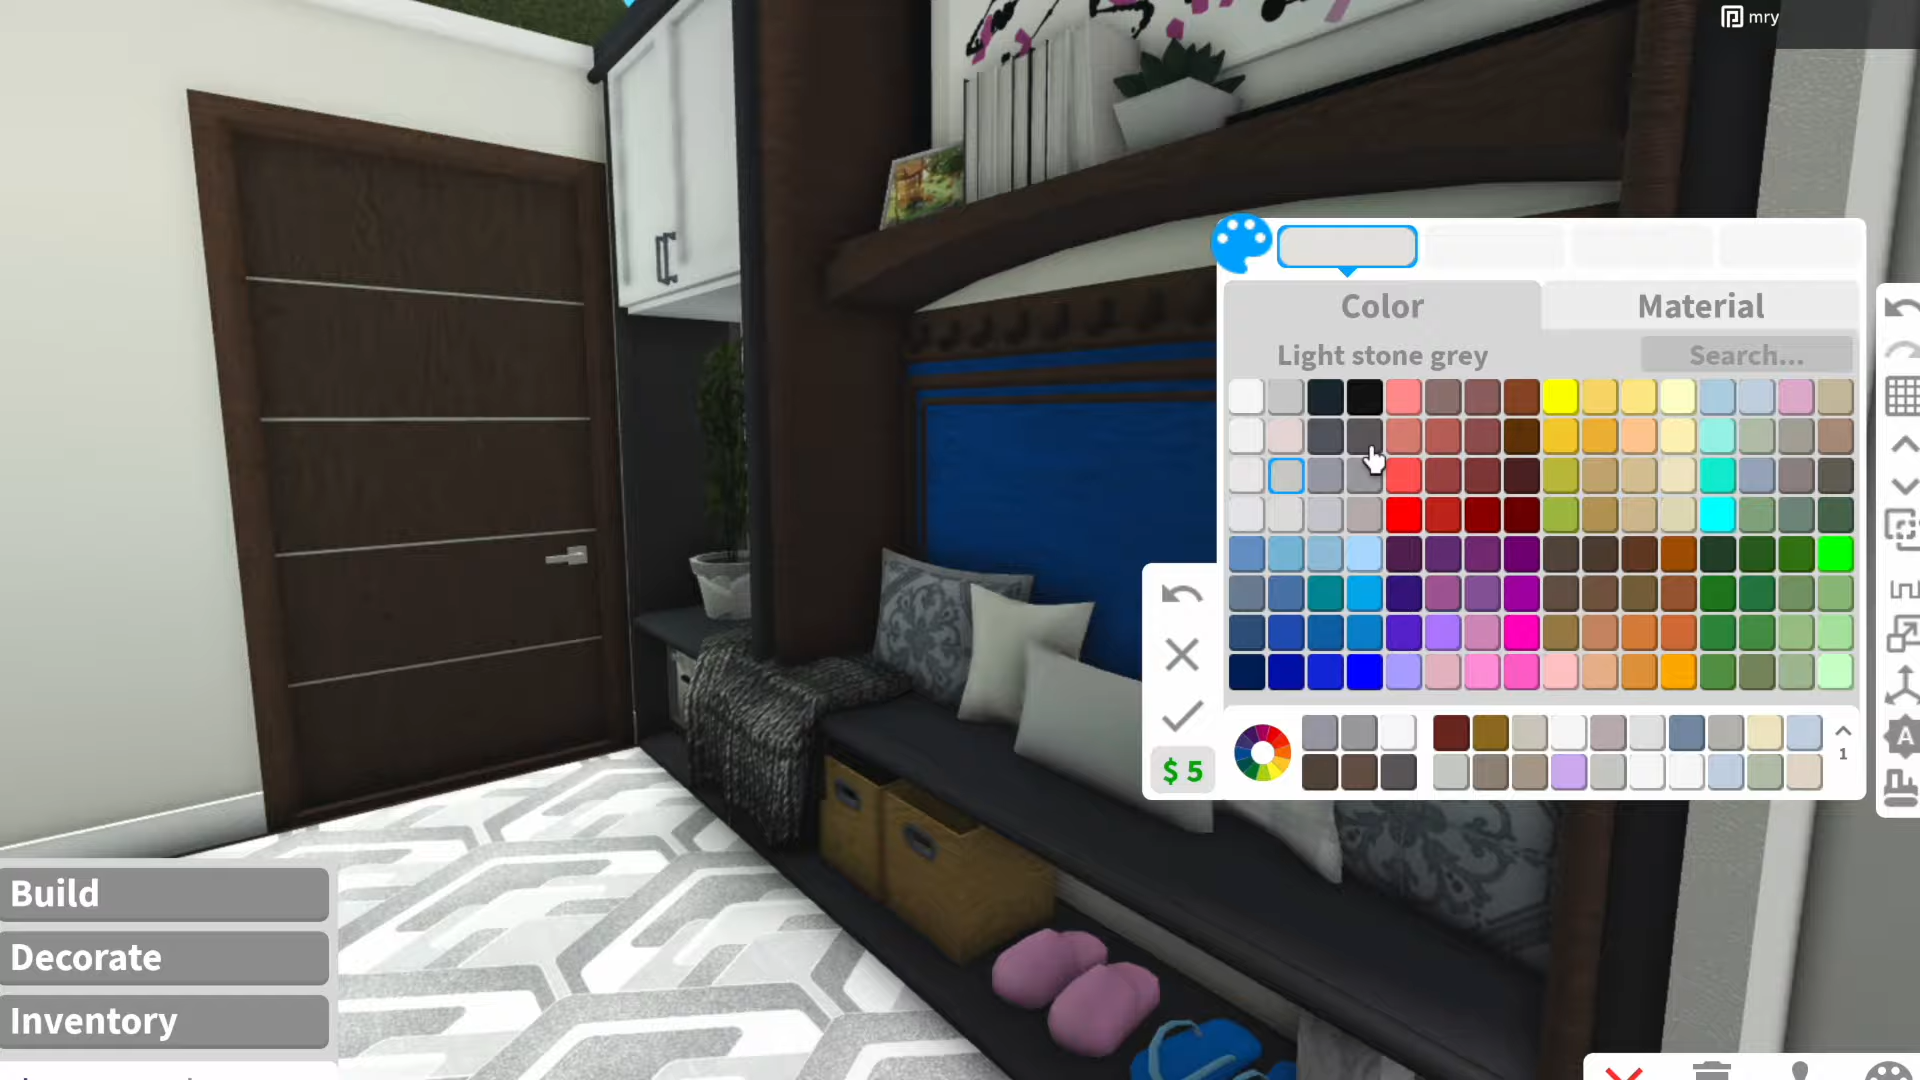 mry
Color
Material
Light stone grey
Search...
$ 5
1
A
Build
Decorate
Inventory